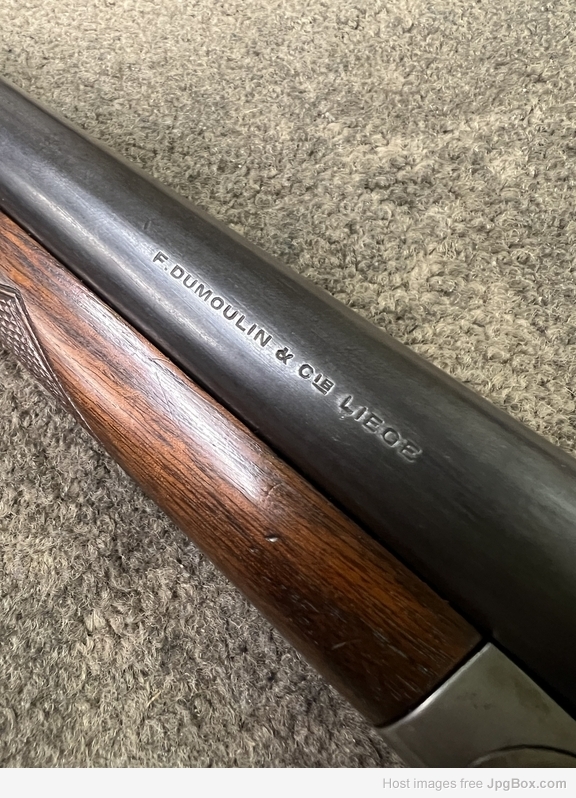 F. DUMOULIN & CIE LIEGE
Host images free JpgBox.com